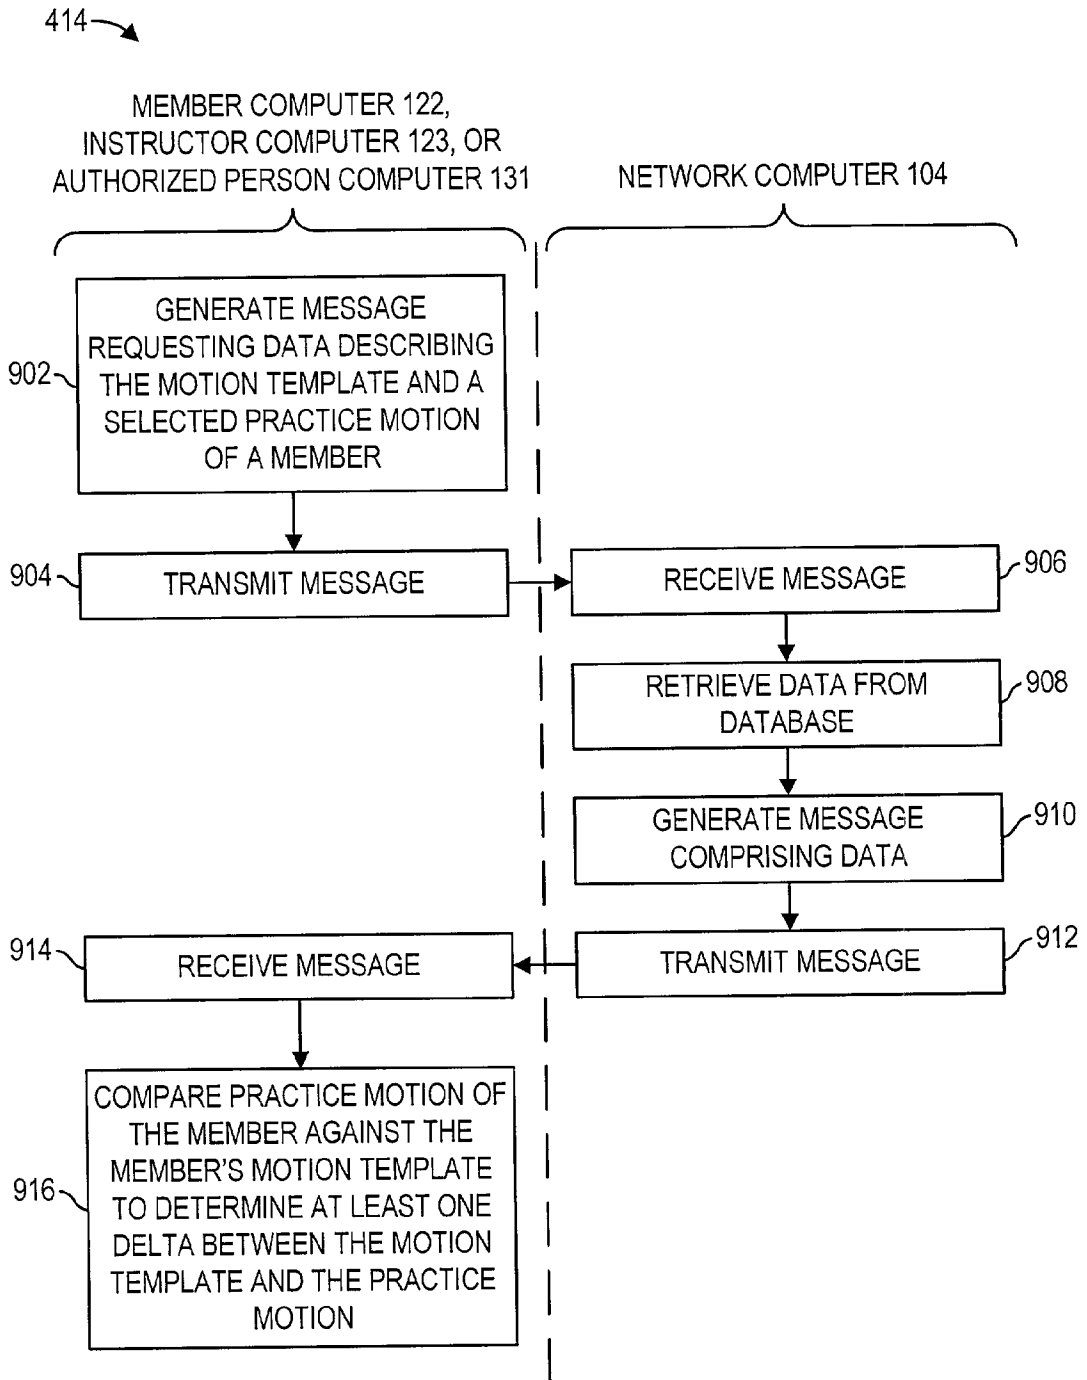 414
MEMBER COMPUTER 122,
INSTRUCTOR COMPUTER 123, OR
AUTHORIZED PERSON COMPUTER 131
NETWORK COMPUTER 104
902
GENERATE MESSAGE
REQUESTING DATA DESCRIBING
THE MOTION TEMPLATE AND A
SELECTED PRACTICE MOTION
OF A MEMBER
904
TRANSMIT MESSAGE
RECEIVE MESSAGE
906
RETRIEVE DATA FROM
DATABASE
908
GENERATE MESSAGE
COMPRISING DATA
910
TRANSMIT MESSAGE
912
914
RECEIVE MESSAGE
916
COMPARE PRACTICE MOTION OF
THE MEMBER AGAINST THE
MEMBER'S MOTION TEMPLATE
TO DETERMINE AT LEAST ONE
DELTA BETWEEN THE MOTION
TEMPLATE AND THE PRACTICE
MOTION